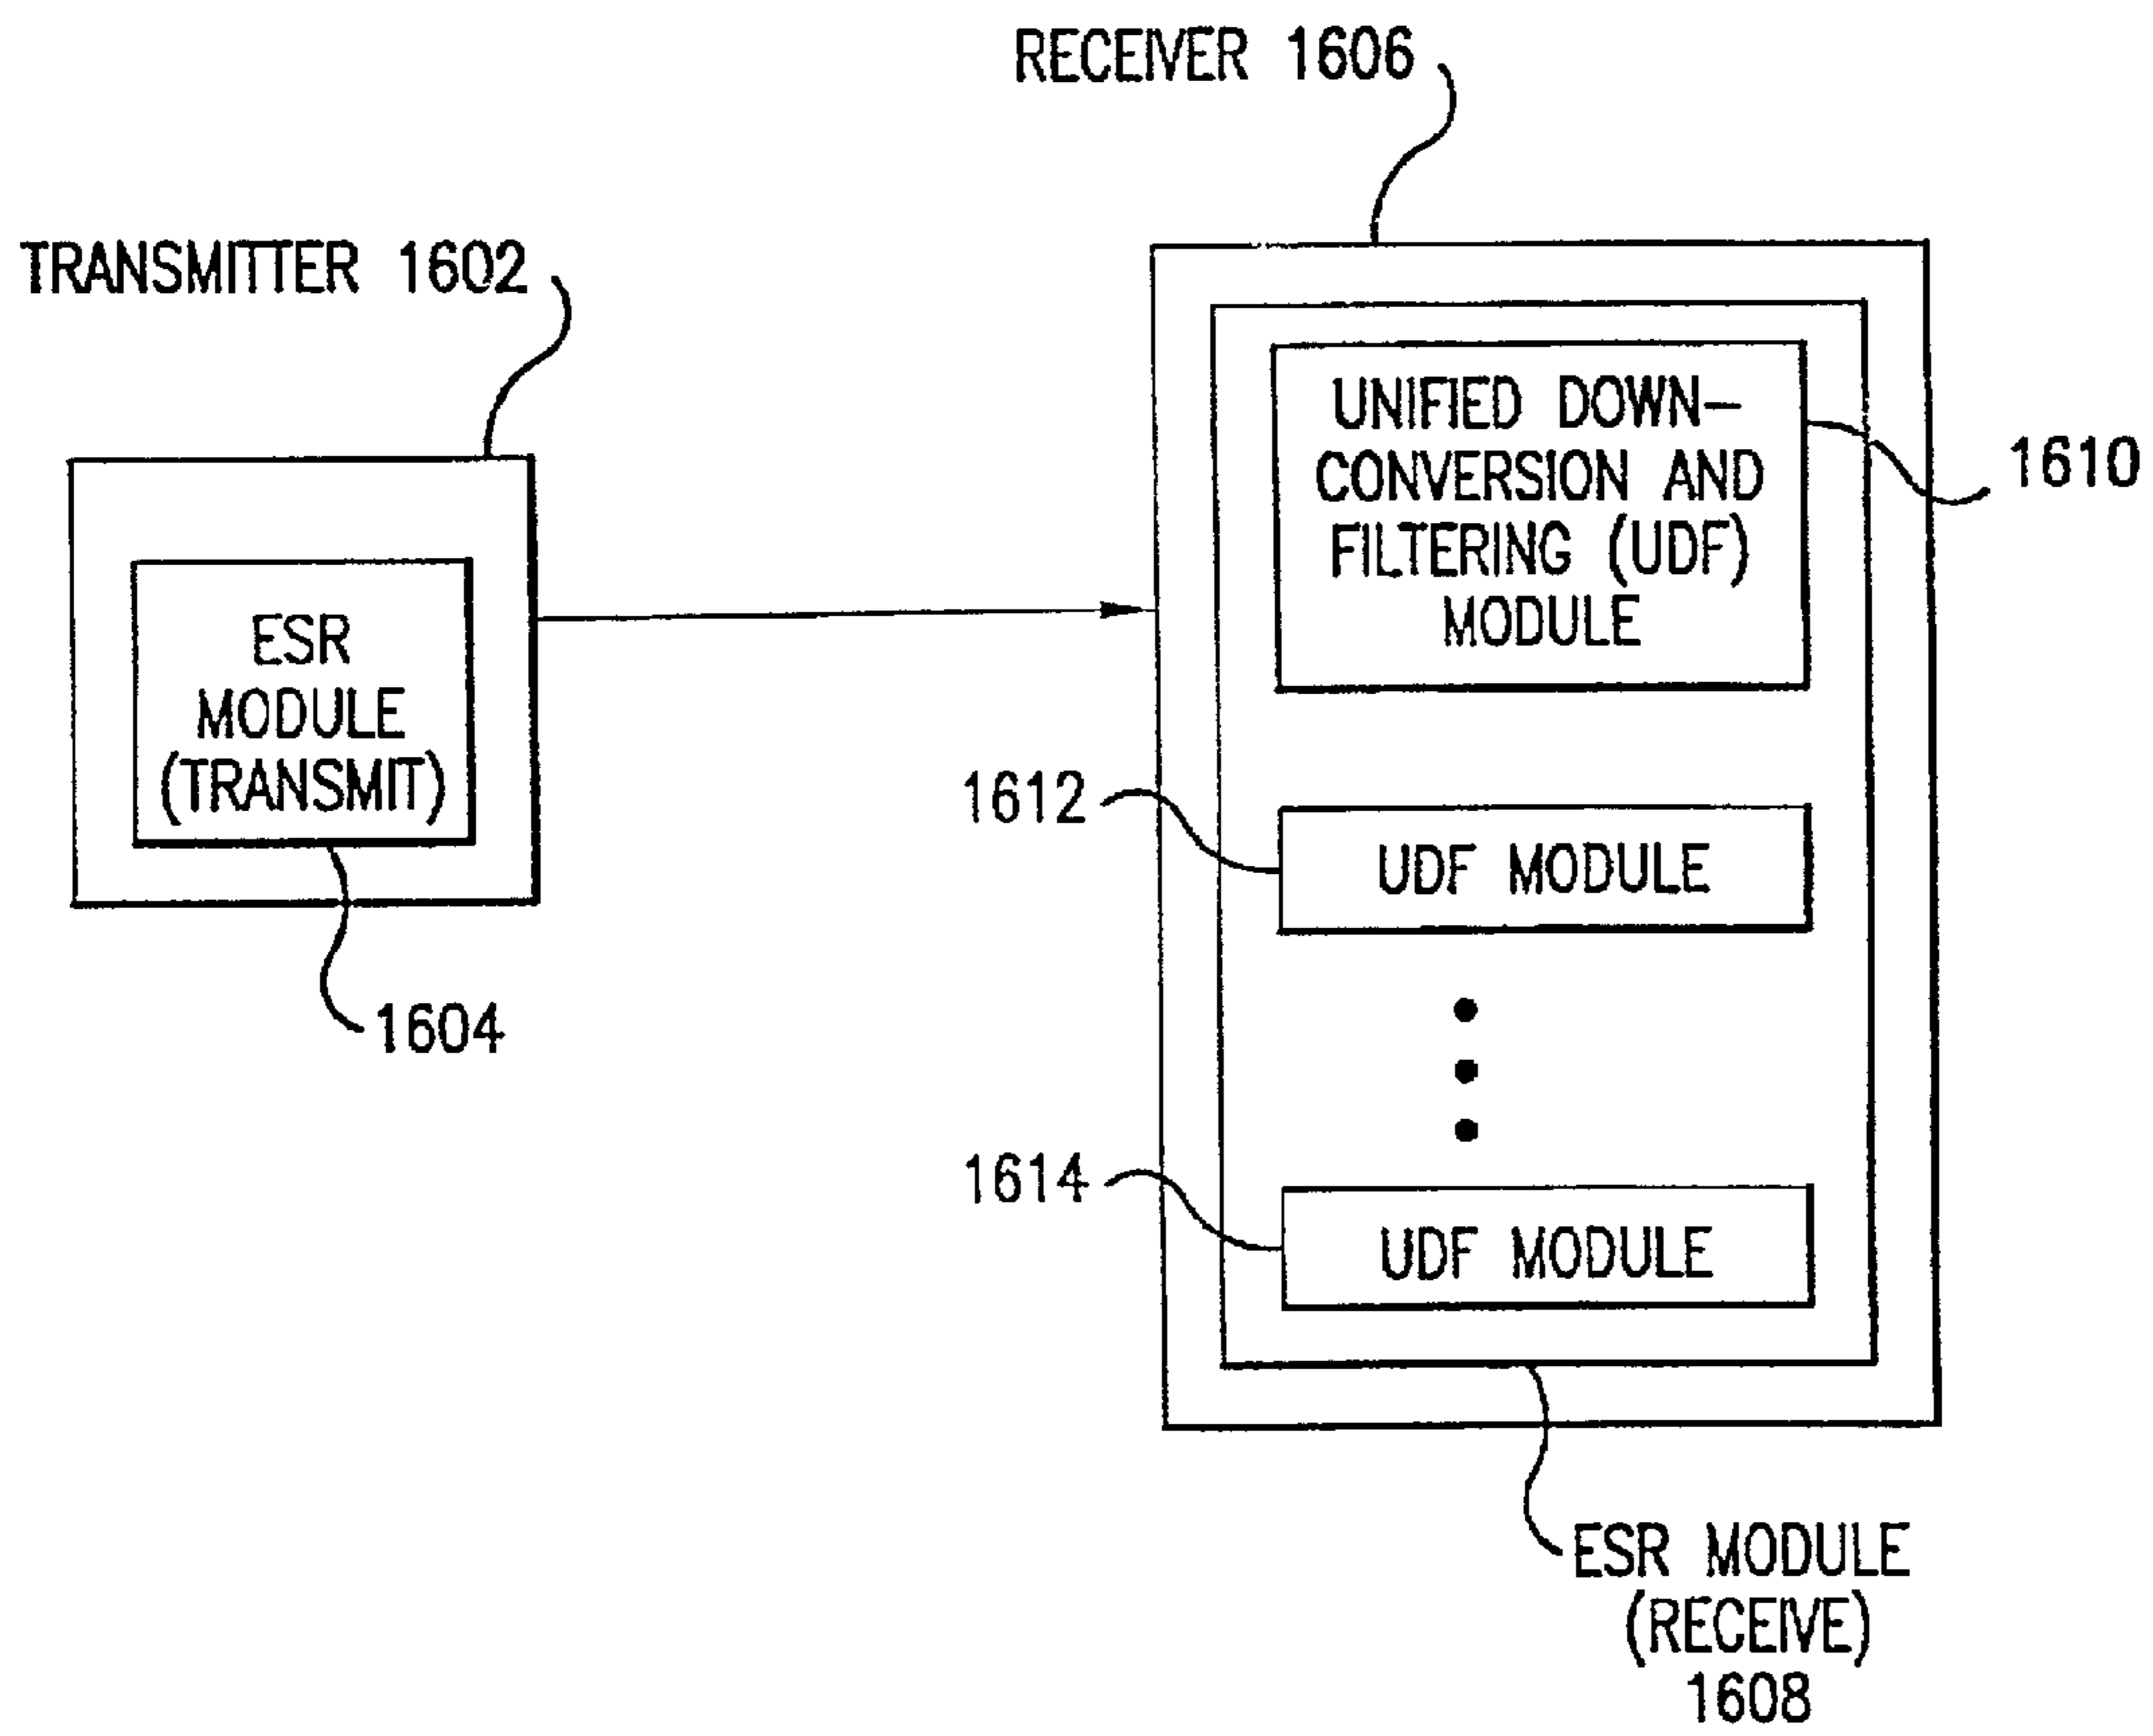 RECEIVER 1606
TRANSMITTER 1602
UNIFIED DOWN-
CONVERSION AND
FILTERING (UDF)
MODULE
1610
ESR
MODULE
(TRANSMIT)
1604
1612
UDF MODULE
1614
UDF MODULE
ESR MODULE
(RECEIVE)
1608